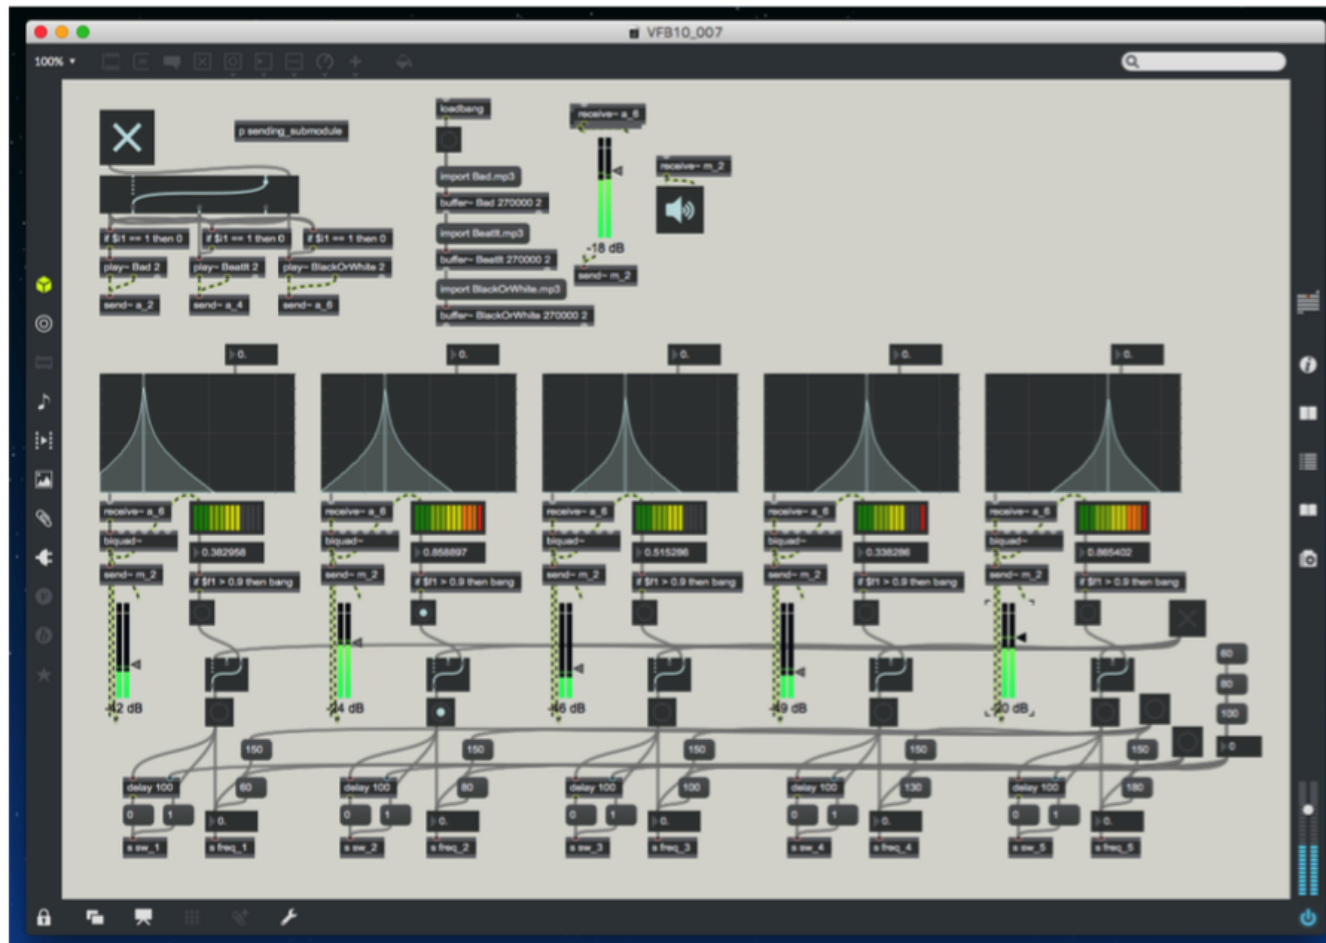 VFB10_007
100%
p sending_submodule
loadbang
receive~ a_6
receive~ m_2
import Bad.mp3
buffer~ Bad 270000 2
import BeatIt.mp3
buffer~ BeatIt 270000 2
import BlackOrWhite.mp3
buffer~ BlackOrWhite 270000 2
-18 dB
send~ m_2
if $i1 == 1 then 0 if $i1 == 1 then 0 if $i1 == 1 then 0
play~ Bad 2 play~ BeatIt 2 play~ BlackOrWhite 2
send~ a_2 send~ a_4 send~ a_6
0. 0. 0. 0. 0.
receive~ a_6 receive~ a_6 receive~ a_6 receive~ a_6 receive~ a_6
biquad~ biquad~ biquad~ biquad~ biquad~
0.382958 0.858897 0.515286 0.338286 0.865402
send~ m_2 send~ m_2 send~ m_2 send~ m_2 send~ m_2
if $f1 > 0.9 then bang if $f1 > 0.9 then bang if $f1 > 0.9 then bang if $f1 > 0.9 then bang if $f1 > 0.9 then bang
60
80
100
0
dB dB dB dB dB
150 150 150 150 150
delay 100 60 delay 100 80 delay 100 100 delay 100 130 delay 100 180
0 1 0. 0 1 0. 0 1 0. 0 1 0. 0 1 0.
s sw_1 s freq_1 s sw_2 s freq_2 s sw_3 s freq_3 s sw_4 s freq_4 s sw_5 s freq_5